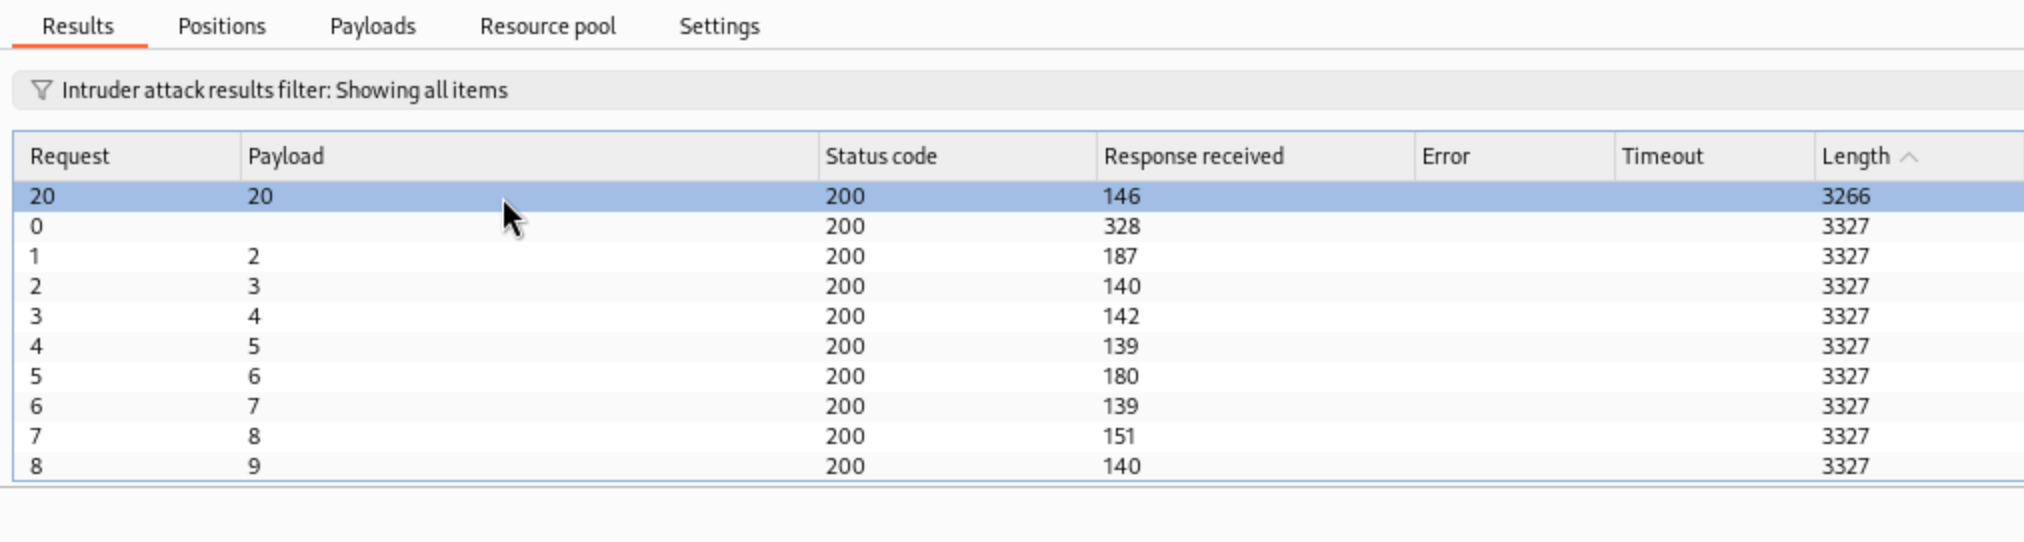 Results Positions Payloads Resource pool Settings
Intruder attack results filter: Showing all items
Request Payload Status code Response received Error Timeout Length
20 20 200 146 3266
0 200 328 3327
1 2 200 187 3327
2 3 200 140 3327
3 4 200 142 3327
4 5 200 139 3327
5 6 200 180 3327
6 7 200 139 3327
7 8 200 151 3327
8 9 200 140 3327